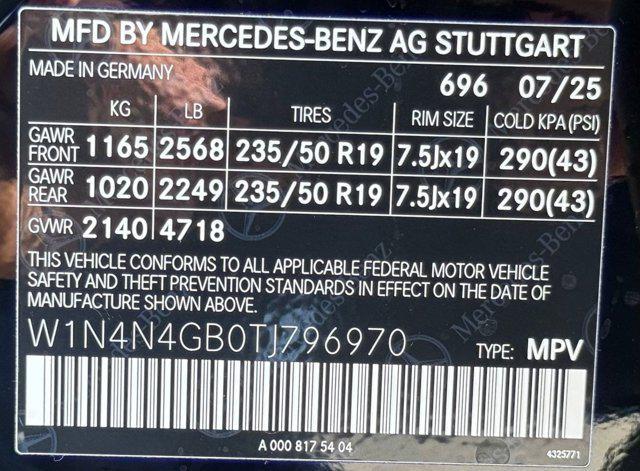 MFD BY MERCEDES-BENZ AG STUTTGART
MADE IN GERMANY 696 07/25
KG LB TIRES RIM SIZE COLD KPA (PSI)
GAWR FRONT 1165 2568 235/50 R19 7.5Jx19 290(43)
GAWR REAR 1020 2249 235/50 R19 7.5Jx19 290(43)
GVWR 2140 4718
THIS VEHICLE CONFORMS TO ALL APPLICABLE FEDERAL MOTOR VEHICLE
SAFETY AND THEFT PREVENTION STANDARDS IN EFFECT ON THE DATE OF
MANUFACTURE SHOWN ABOVE.
W1N4N4GB0TJ796970 TYPE: MPV
A 000 817 54 04 4325771